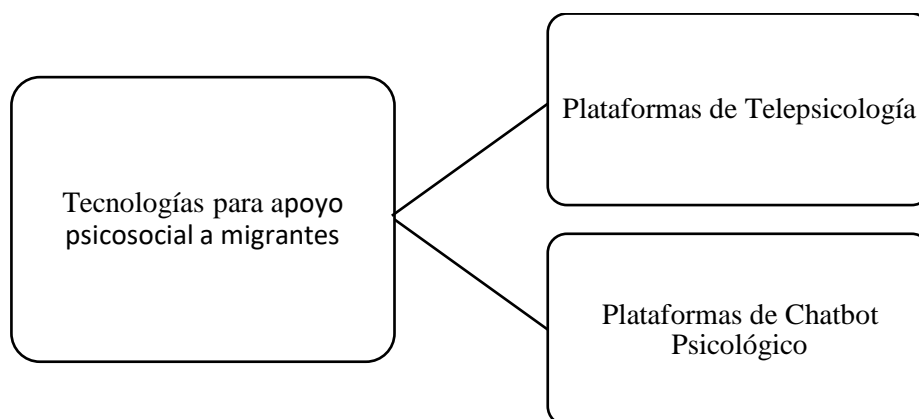 Tecnologías para apoyo
psicosocial a migrantes
Plataformas de Telepsicología
Plataformas de Chatbot
Psicológico